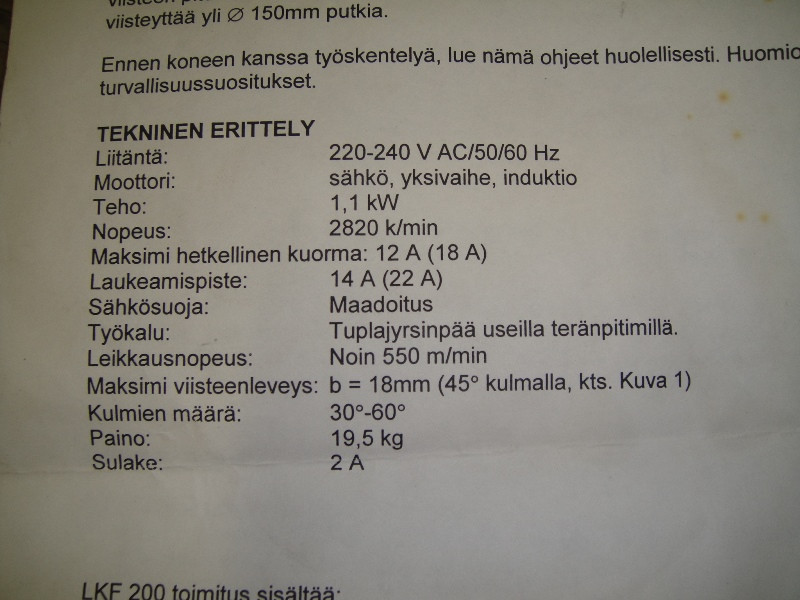 viisteyttää yli ∅ 150mm putkia.
Ennen koneen kanssa työskentelyä, lue nämä ohjeet huolellisesti. Huomio
turvallisuussuositukset.
TEKNINEN ERITTELY
Liitäntä: 220-240 V AC/50/60 Hz
Moottori: sähkö, yksivaihe, induktio
Teho: 1,1 kW
Nopeus: 2820 k/min
Maksimi hetkellinen kuorma: 12 A (18 A)
Laukeamispiste: 14 A (22 A)
Sähkösuoja: Maadoitus
Työkalu: Tuplajyrsinpää useilla teränpitimillä.
Leikkausnopeus: Noin 550 m/min
Maksimi viisteenleveys: b = 18mm (45° kulmalla, kts. Kuva 1)
Kulmien määrä: 30°-60°
Paino: 19,5 kg
Sulake: 2 A
LKF 200 toimitus sisältää: